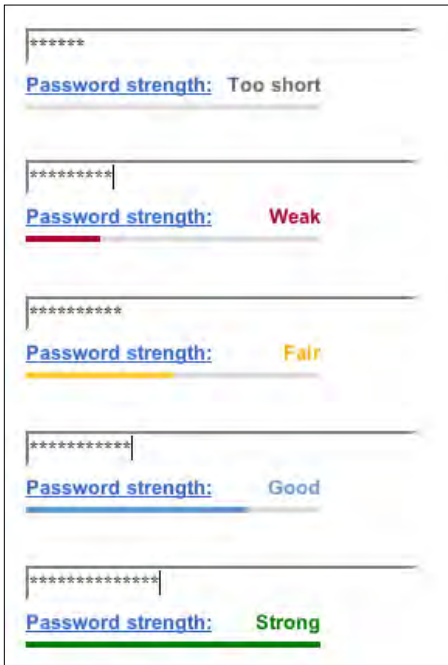 ******
Password strength: Too short
*********
Password strength: Weak
**********
Password strength: Fair
***********
Password strength: Good
**************
Password strength: Strong